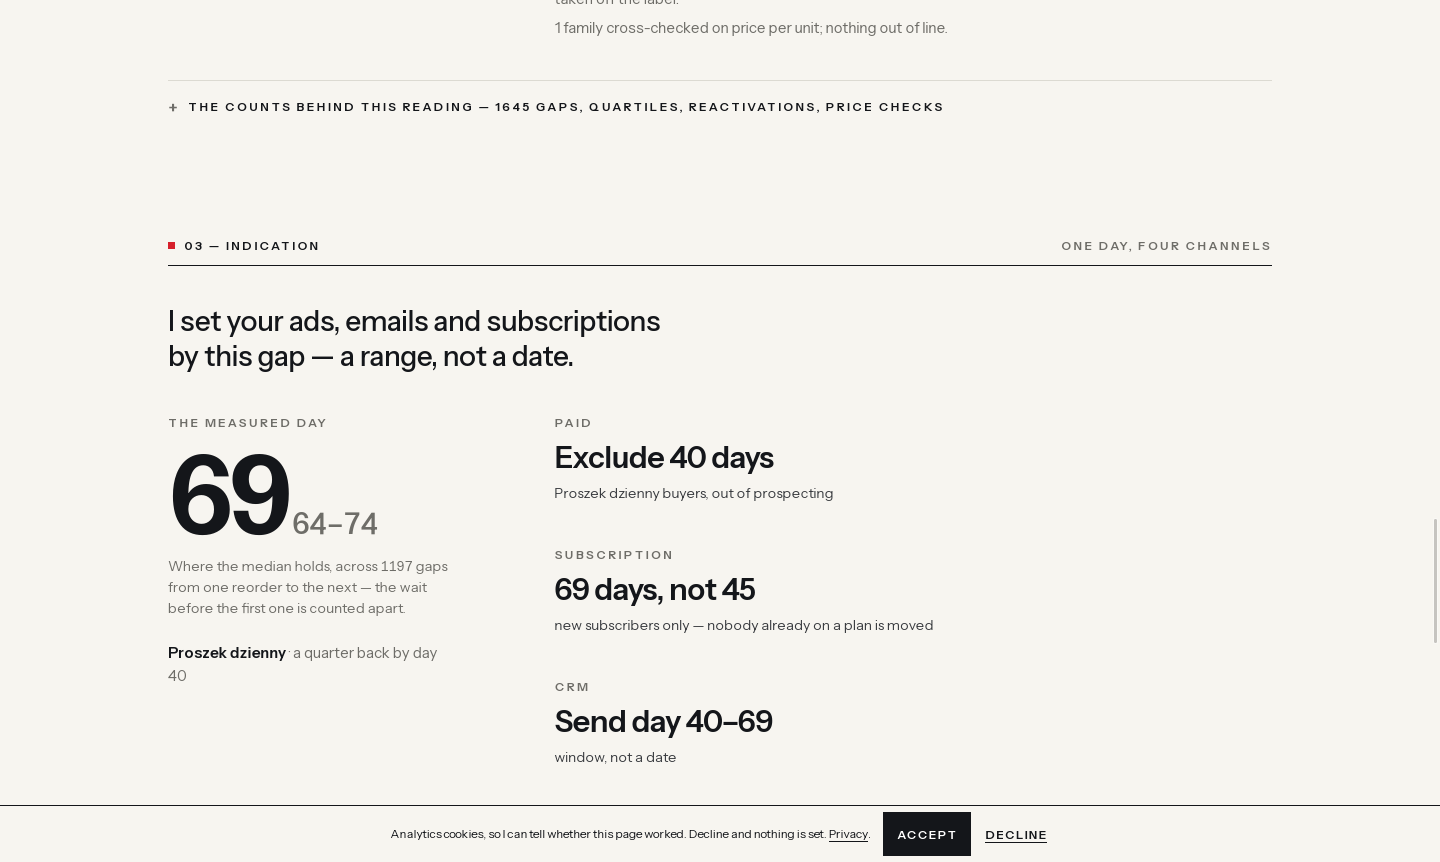 taken off the label.
1 family cross-checked on price per unit; nothing out of line.
+ THE COUNTS BEHIND THIS READING — 1645 GAPS, QUARTILES, REACTIVATIONS, PRICE CHECKS
03 — INDICATION
ONE DAY, FOUR CHANNELS
I set your ads, emails and subscriptions
by this gap — a range, not a date.
THE MEASURED DAY
69 64–74
Where the median holds, across 1197 gaps
from one reorder to the next — the wait
before the first one is counted apart.
Proszek dzienny · a quarter back by day
40
PAID
Exclude 40 days
Proszek dzienny buyers, out of prospecting
SUBSCRIPTION
69 days, not 45
new subscribers only — nobody already on a plan is moved
CRM
Send day 40–69
window, not a date
Analytics cookies, so I can tell whether this page worked. Decline and nothing is set. Privacy.
ACCEPT
DECLINE